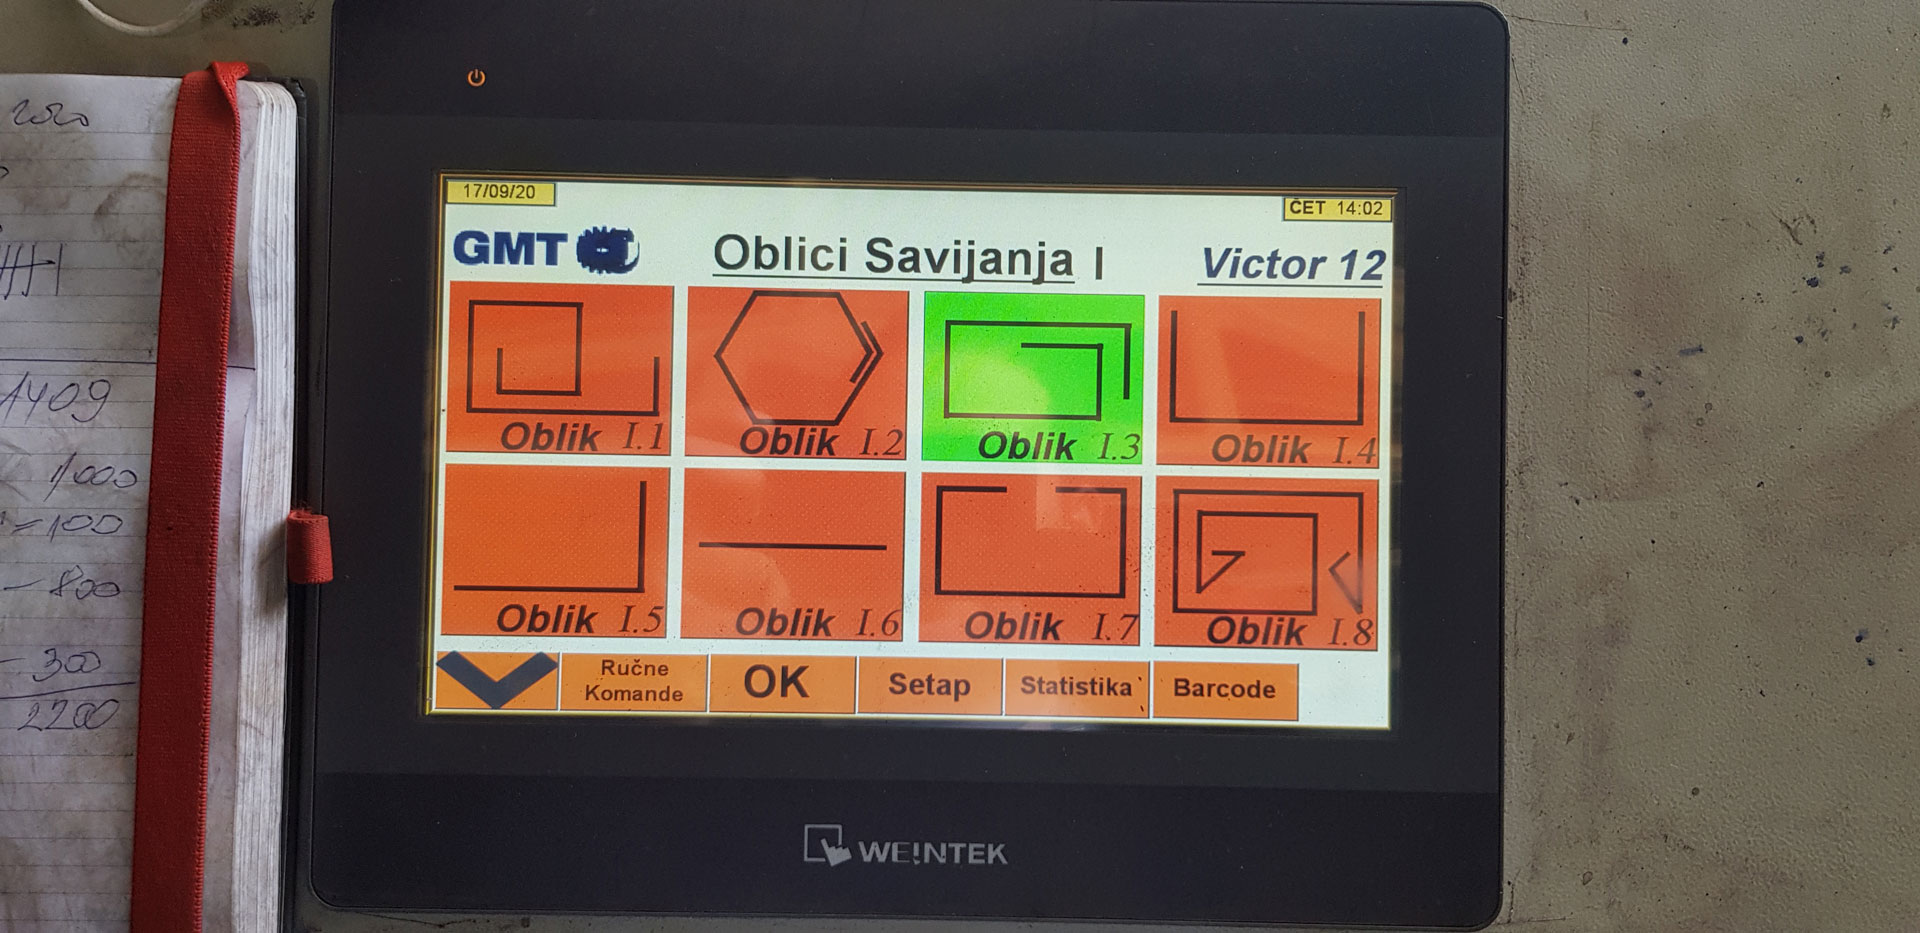 17/09/20
ČET 14:02
GMT
Oblici Savijanja I
Victor 12
Oblik I.1
Oblik I.2
Oblik I.3
Oblik I.4
Oblik I.5
Oblik I.6
Oblik I.7
Oblik I.8
Ručne
Komande
OK
Setap
Statistika
Barcode
WEINTEK
1409
1/000
=100
- 800
- 300
2200